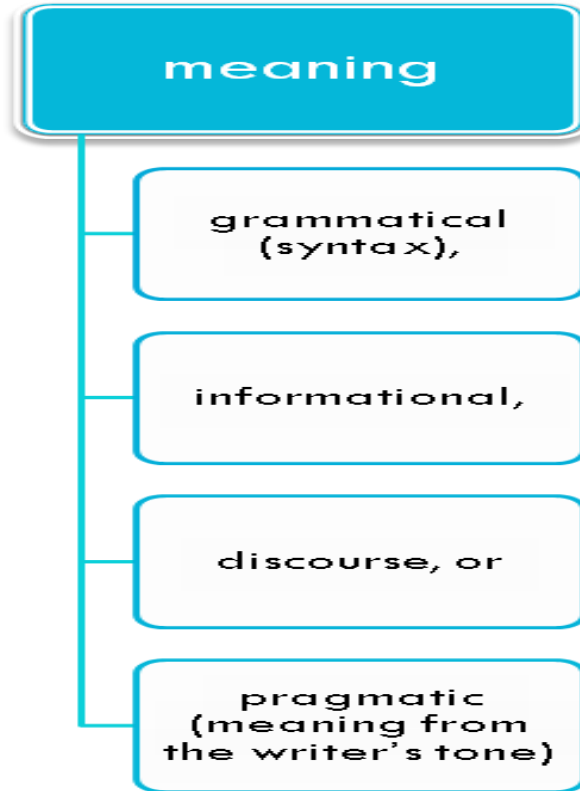 meaning
grammatical
(syntax),
informational,
discourse, or
pragmatic
(meaning from
the writer's tone)